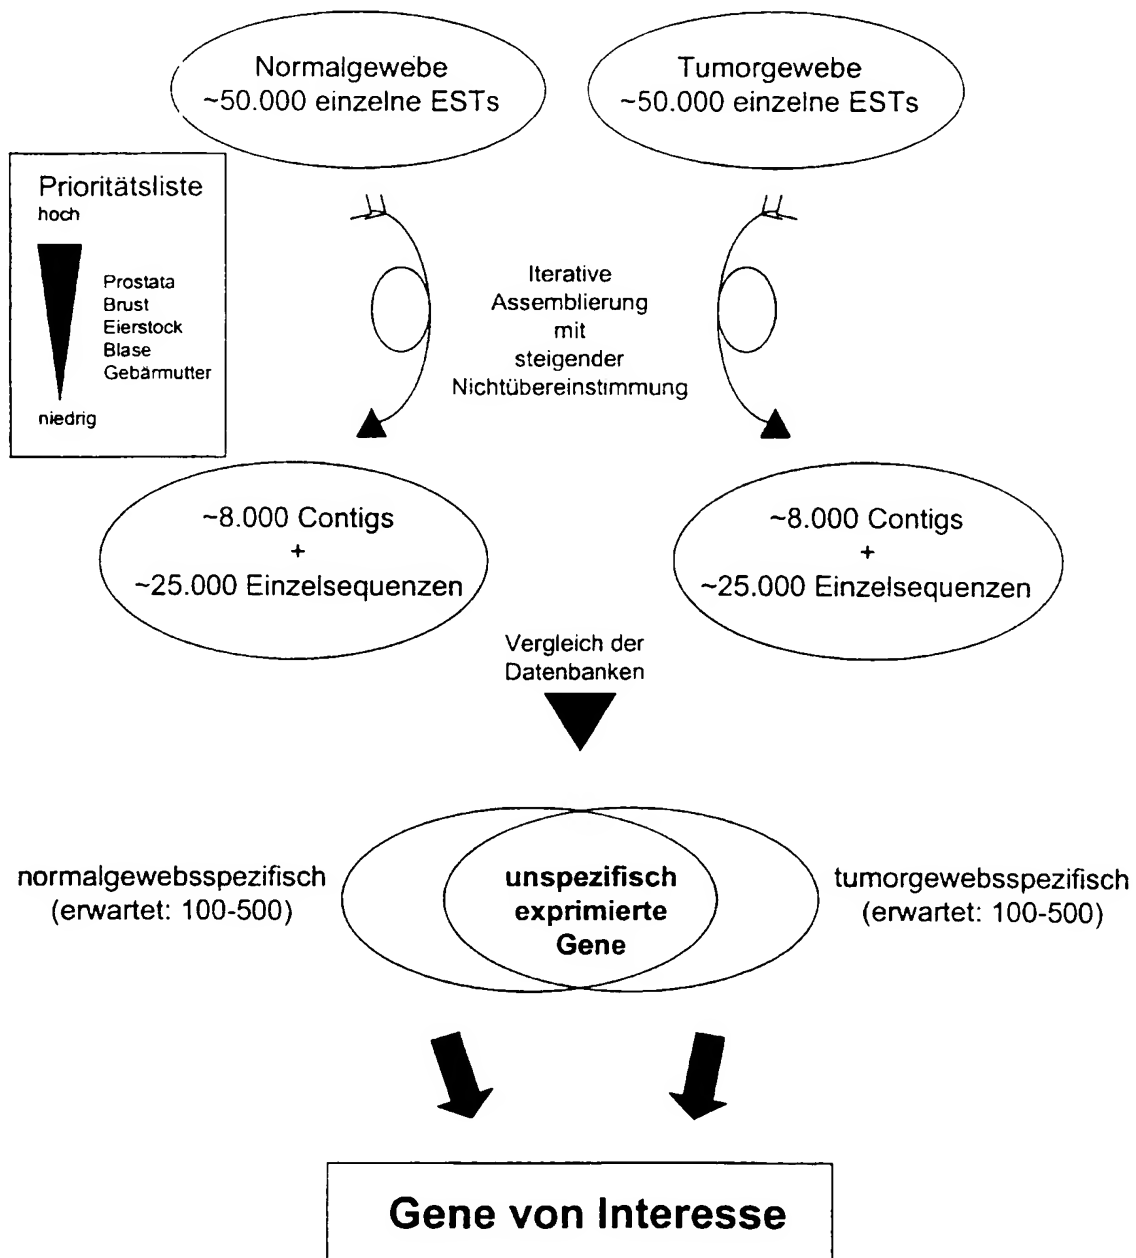 Normalgewebe
~50.000 einzelne ESTs
Tumorgewebe
~50.000 einzelne ESTs
Prioritätsliste
hoch
Prostata
Brust
Eierstock
Blase
Gebärmutter
niedrig
Iterative
Assemblierung
mit
steigender
Nichtübereinstimmung
~8.000 Contigs
+
~25.000 Einzelsequenzen
~8.000 Contigs
+
~25.000 Einzelsequenzen
Vergleich der
Datenbanken
normalgewebsspezifisch
(erwartet: 100-500)
unspezifisch
exprimierte
Gene
tumorgewebsspezifisch
(erwartet: 100-500)
Gene von Interesse